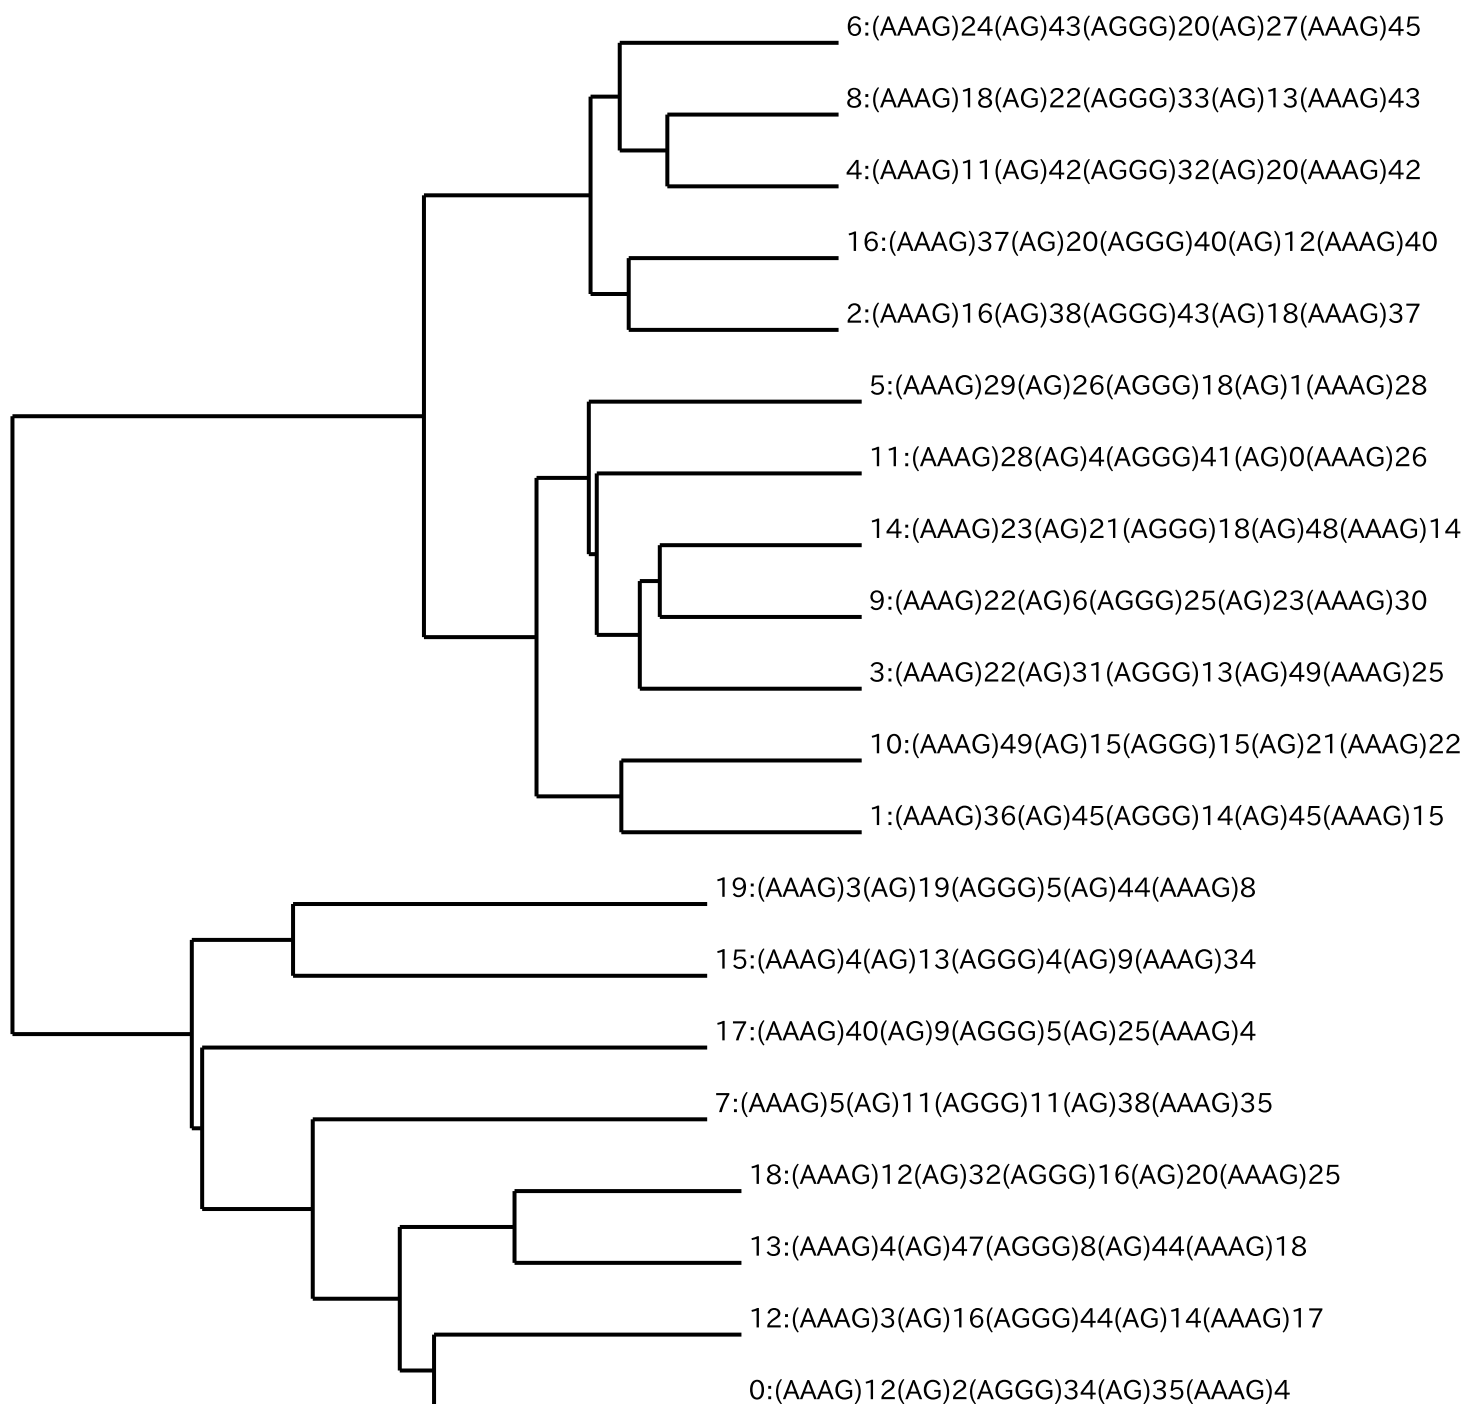 6:(AAAG)24(AG)43(AGGG)20(AG)27(AAAG)45
8:(AAAG)18(AG)22(AGGG)33(AG)13(AAAG)43
4:(AAAG)11(AG)42(AGGG)32(AG)20(AAAG)42
16:(AAAG)37(AG)20(AGGG)40(AG)12(AAAG)40
2:(AAAG)16(AG)38(AGGG)43(AG)18(AAAG)37
5:(AAAG)29(AG)26(AGGG)18(AG)1(AAAG)28
11:(AAAG)28(AG)4(AGGG)41(AG)0(AAAG)26
14:(AAAG)23(AG)21(AGGG)18(AG)48(AAAG)14
9:(AAAG)22(AG)6(AGGG)25(AG)23(AAAG)30
3:(AAAG)22(AG)31(AGGG)13(AG)49(AAAG)25
10:(AAAG)49(AG)15(AGGG)15(AG)21(AAAG)22
1:(AAAG)36(AG)45(AGGG)14(AG)45(AAAG)15
19:(AAAG)3(AG)19(AGGG)5(AG)44(AAAG)8
15:(AAAG)4(AG)13(AGGG)4(AG)9(AAAG)34
17:(AAAG)40(AG)9(AGGG)5(AG)25(AAAG)4
7:(AAAG)5(AG)11(AGGG)11(AG)38(AAAG)35
18:(AAAG)12(AG)32(AGGG)16(AG)20(AAAG)25
13:(AAAG)4(AG)47(AGGG)8(AG)44(AAAG)18
12:(AAAG)3(AG)16(AGGG)44(AG)14(AAAG)17
0:(AAAG)12(AG)2(AGGG)34(AG)35(AAAG)4